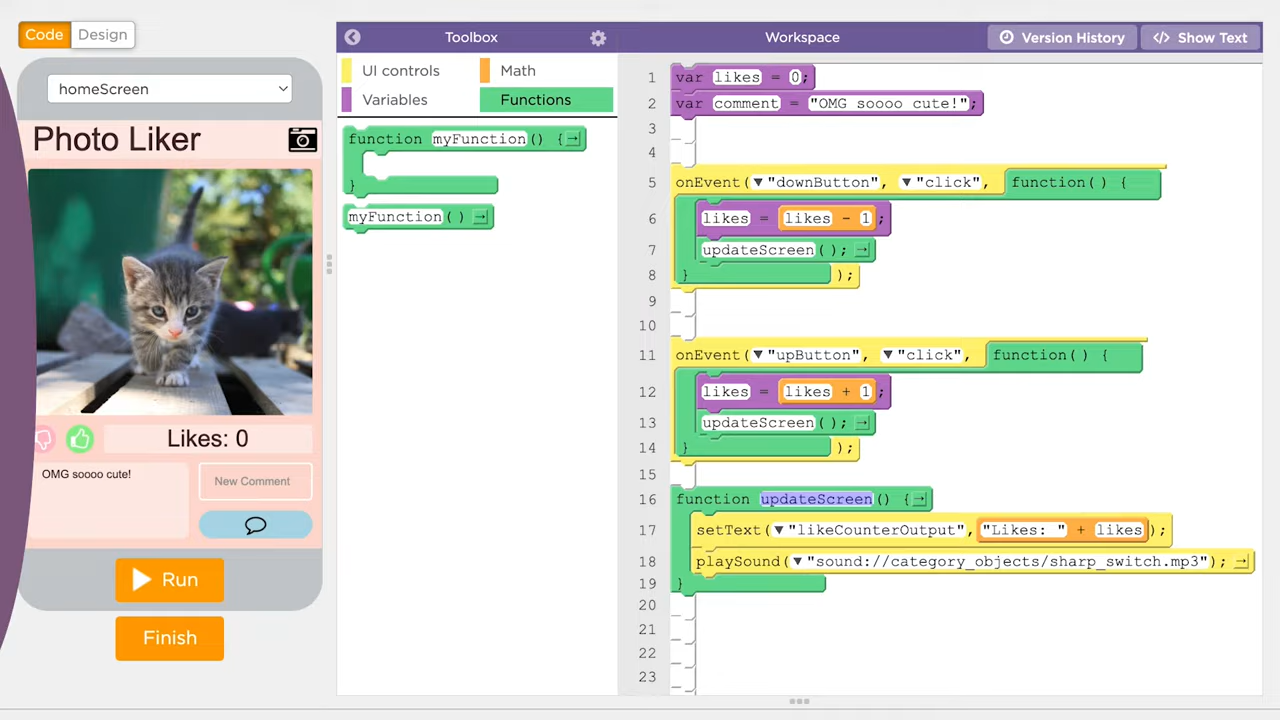 Code Design
homeScreen
Photo Liker
Likes: 0
OMG soooo cute!
New Comment
Run
Finish
Toolbox
UI controls Math
Variables Functions
function myFunction() {
}
myFunction()
Workspace Version History Show Text
1 var likes = 0;
2 var comment = "OMG soooo cute!";
3
4
5 onEvent( "downButton", "click", function() {
6 likes = likes - 1;
7 updateScreen();
8 } );
9
10
11 onEvent( "upButton", "click", function() {
12 likes = likes + 1;
13 updateScreen();
14 } );
15
16 function updateScreen() {
17 setText( "likeCounterOutput", "Likes: " + likes);
18 playSound( "sound://category_objects/sharp_switch.mp3");
19 }
20
21
22
23